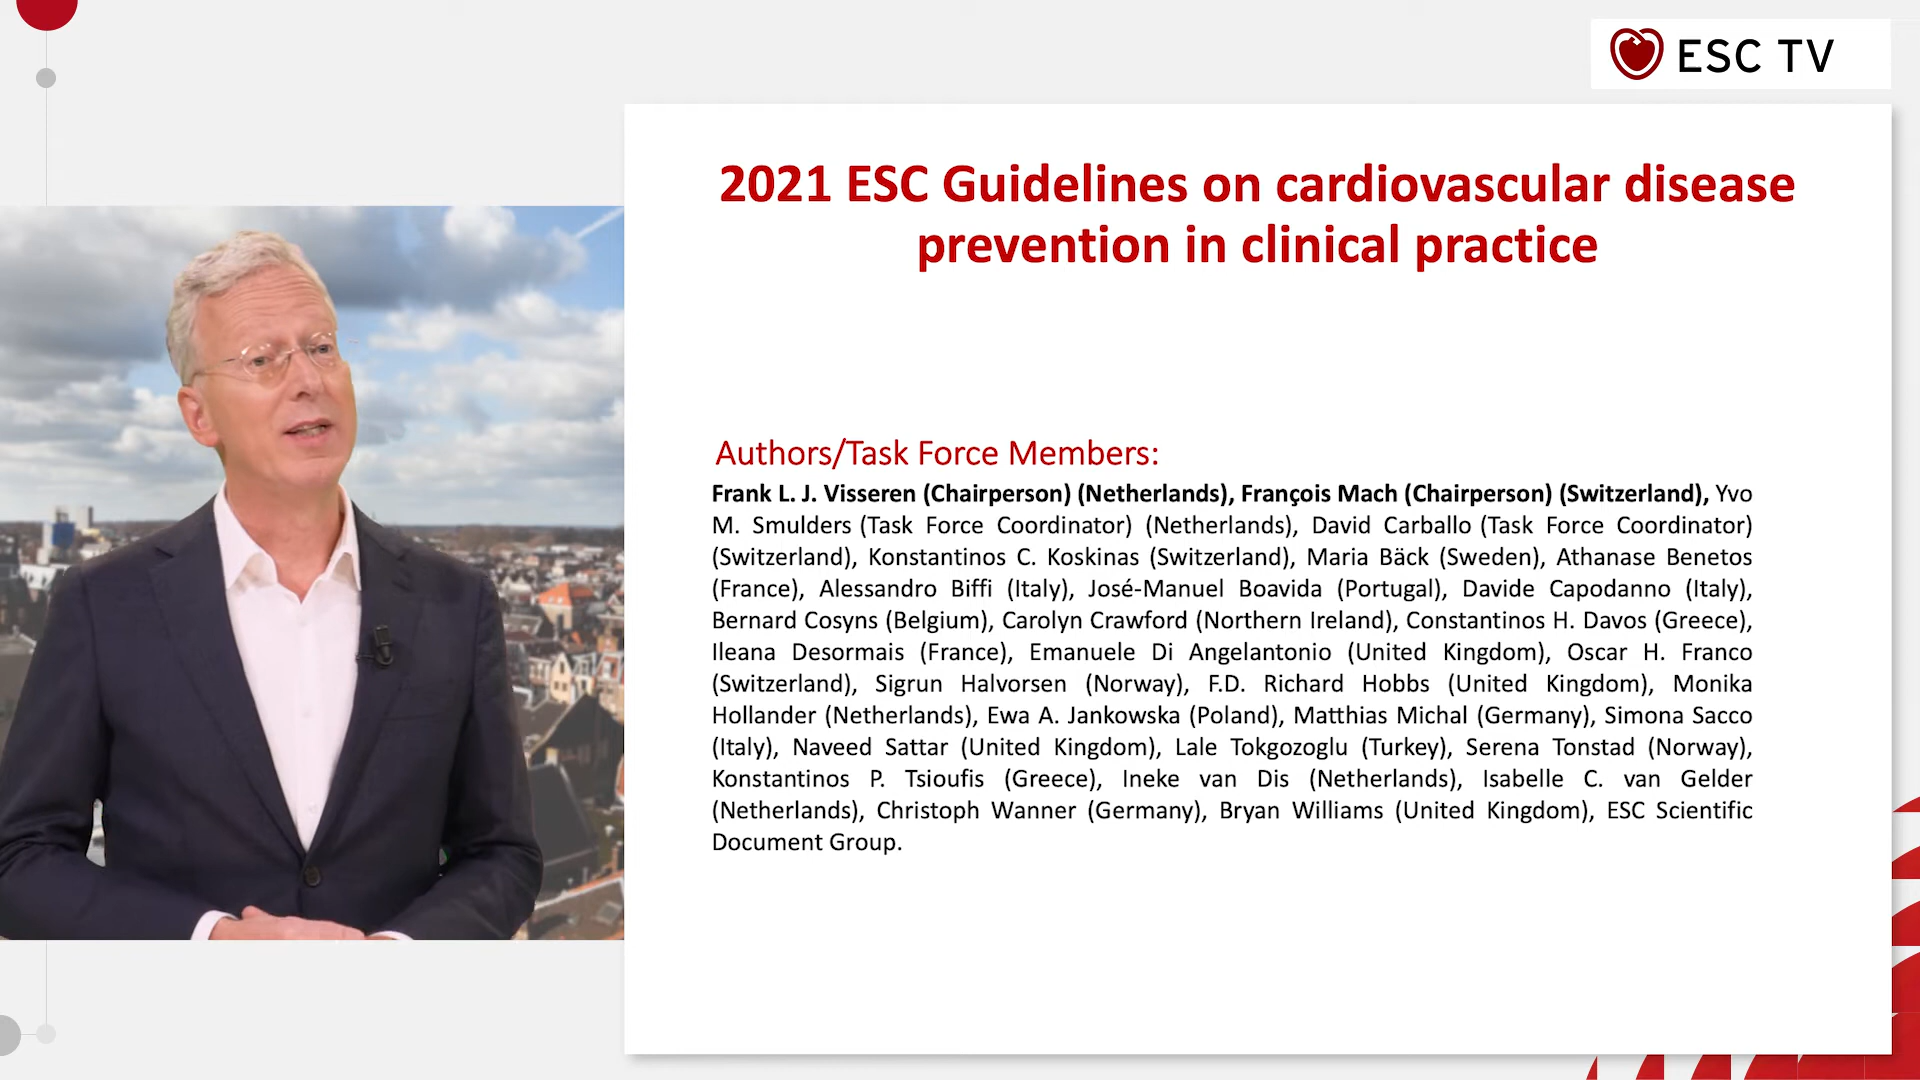 ESC TV
2021 ESC Guidelines on cardiovascular disease
prevention in clinical practice
Authors/Task Force Members:
Frank L. J. Visseren (Chairperson) (Netherlands), François Mach (Chairperson) (Switzerland), Yvo
M. Smulders (Task Force Coordinator) (Netherlands), David Carballo (Task Force Coordinator)
(Switzerland), Konstantinos C. Koskinas (Switzerland), Maria Bäck (Sweden), Athanase Benetos
(France), Alessandro Biffi (Italy), José-Manuel Boavida (Portugal), Davide Capodanno (Italy),
Bernard Cosyns (Belgium), Carolyn Crawford (Northern Ireland), Constantinos H. Davos (Greece),
Ileana Desormais (France), Emanuele Di Angelantonio (United Kingdom), Oscar H. Franco
(Switzerland), Sigrun Halvorsen (Norway), F.D. Richard Hobbs (United Kingdom), Monika
Hollander (Netherlands), Ewa A. Jankowska (Poland), Matthias Michal (Germany), Simona Sacco
(Italy), Naveed Sattar (United Kingdom), Lale Tokgozoglu (Turkey), Serena Tonstad (Norway),
Konstantinos P. Tsioufis (Greece), Ineke van Dis (Netherlands), Isabelle C. van Gelder
(Netherlands), Christoph Wanner (Germany), Bryan Williams (United Kingdom), ESC Scientific
Document Group.